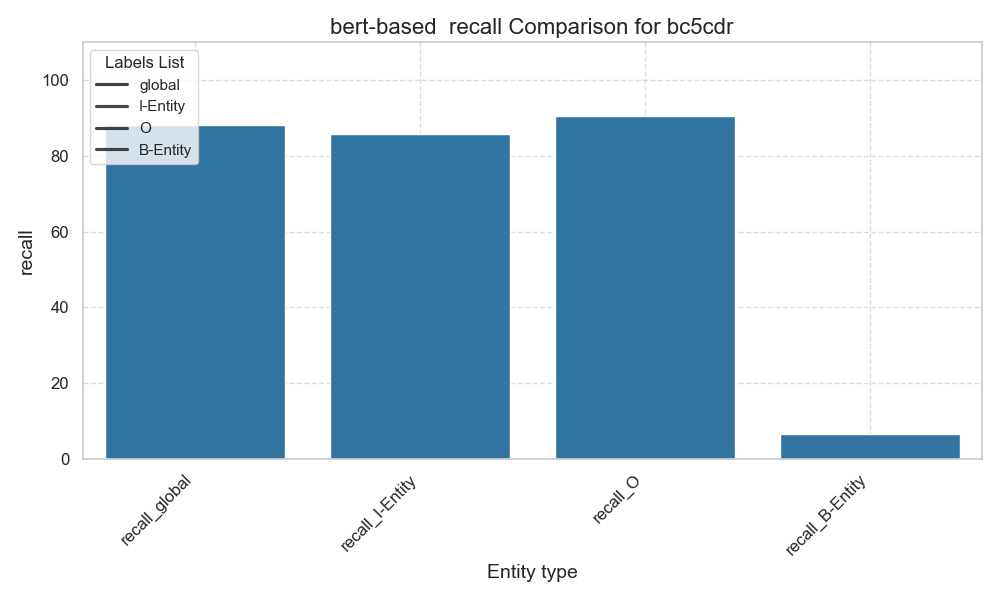 bert-based  recall Comparison for bc5cdr
Labels List
global
I-Entity
O
B-Entity
100
80
60
40
20
0
recall
recall_global
recall_I-Entity
recall_O
recall_B-Entity
Entity type